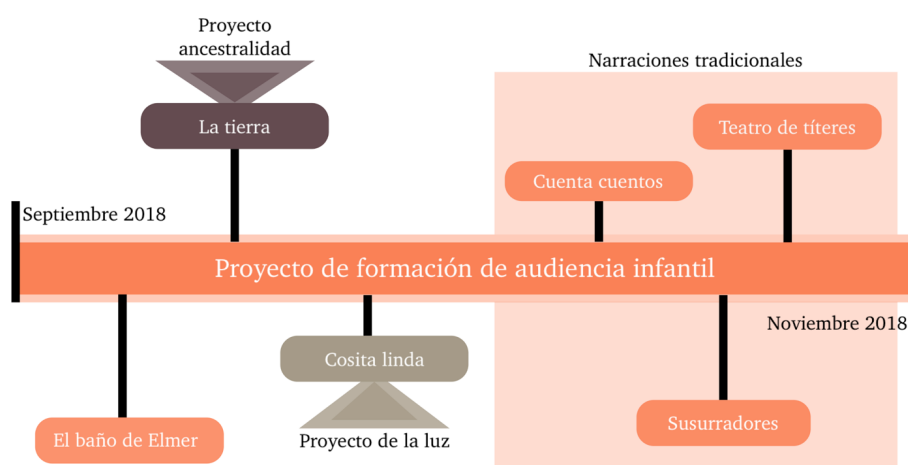 Proyecto
ancestralidad
Narraciones tradicionales
La tierra
Teatro de títeres
Cuenta cuentos
Septiembre 2018
Proyecto de formación de audiencia infantil
Noviembre 2018
Cosita linda
El baño de Elmer
Proyecto de la luz
Susurradores